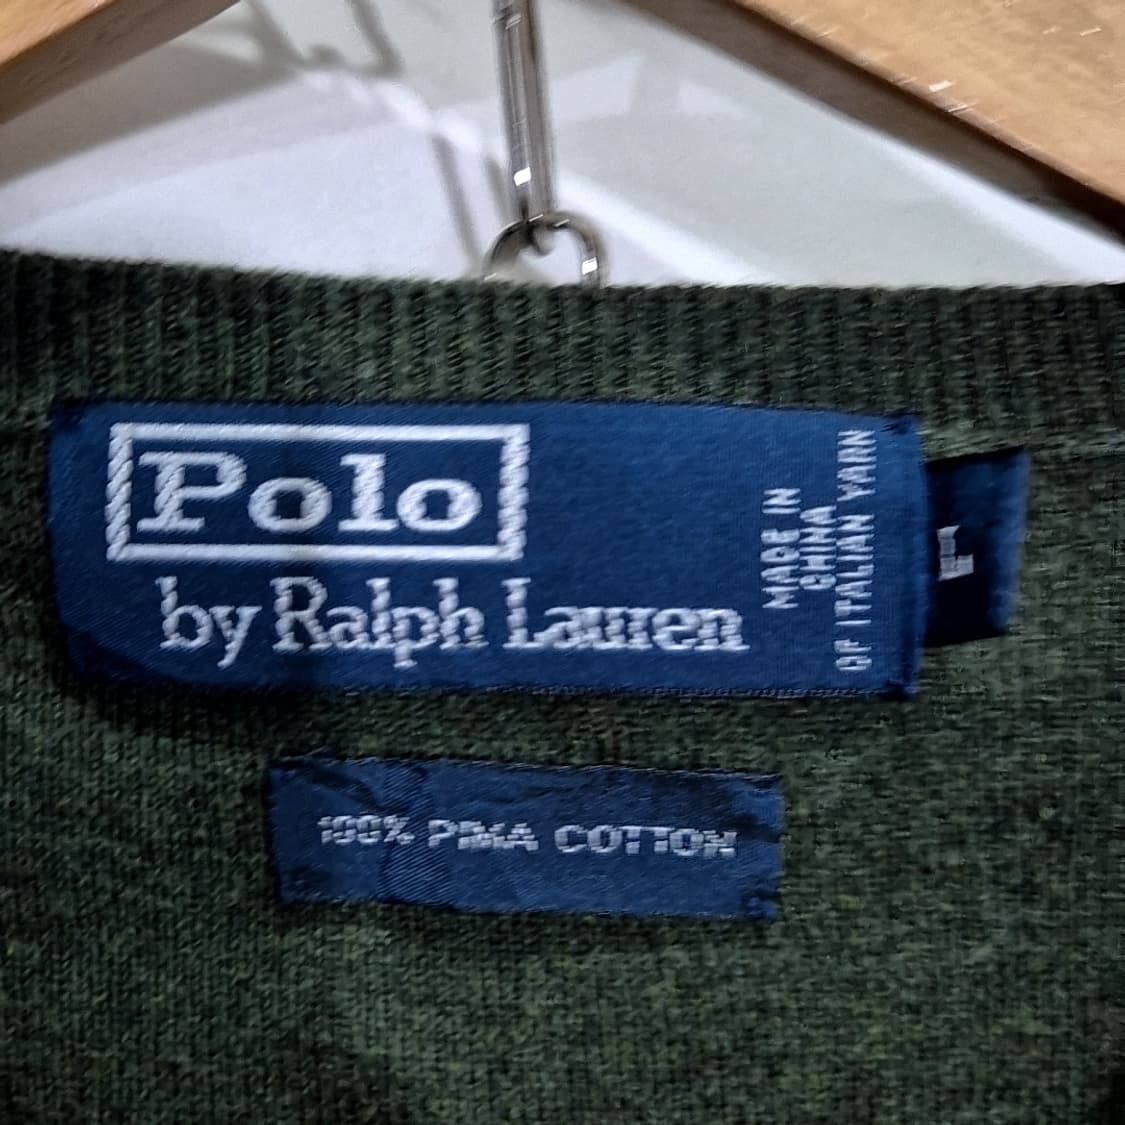 Polo
by Ralph Lauren
MADE IN
CHINA
OF ITALIAN YARN
100% PIMA COTTON